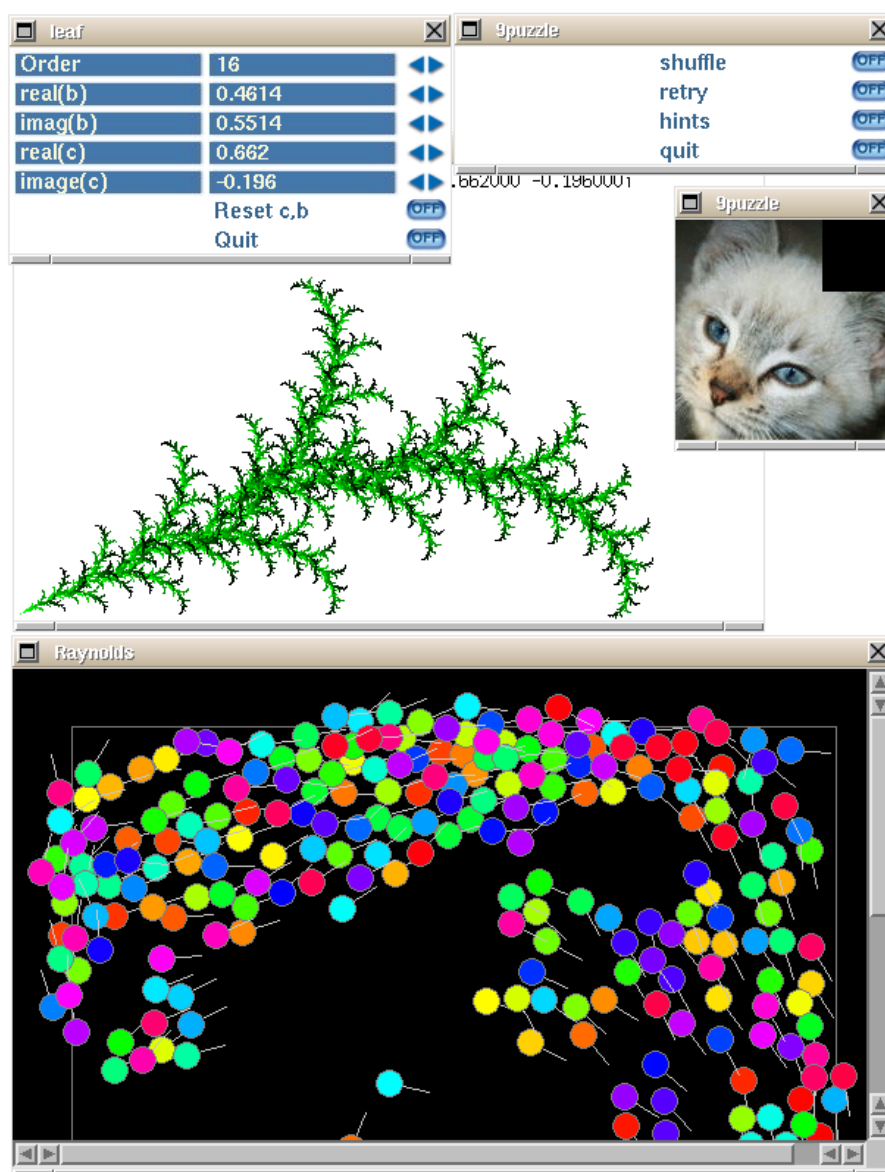 leaf
Order 16
real(b) 0.4614
imag(b) 0.5514
real(c) 0.662
image(c) -0.196
Reset c,b OFF
Quit OFF
9puzzle
shuffle OFF
retry OFF
hints OFF
quit OFF
.662000 -0.196000i
9puzzle
Raynolds